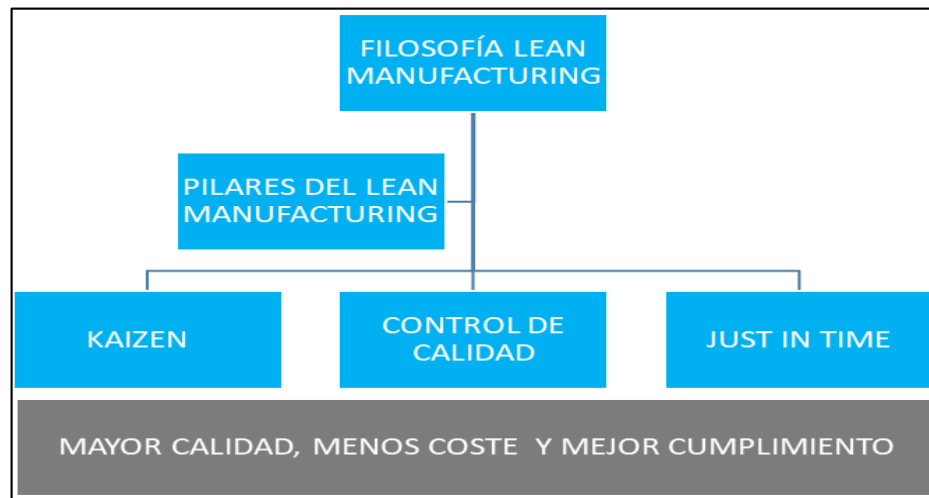 FILOSOFÍA LEAN
MANUFACTURING
PILARES DEL LEAN
MANUFACTURING
KAIZEN
CONTROL DE
CALIDAD
JUST IN TIME
MAYOR CALIDAD, MENOS COSTE Y MEJOR CUMPLIMIENTO